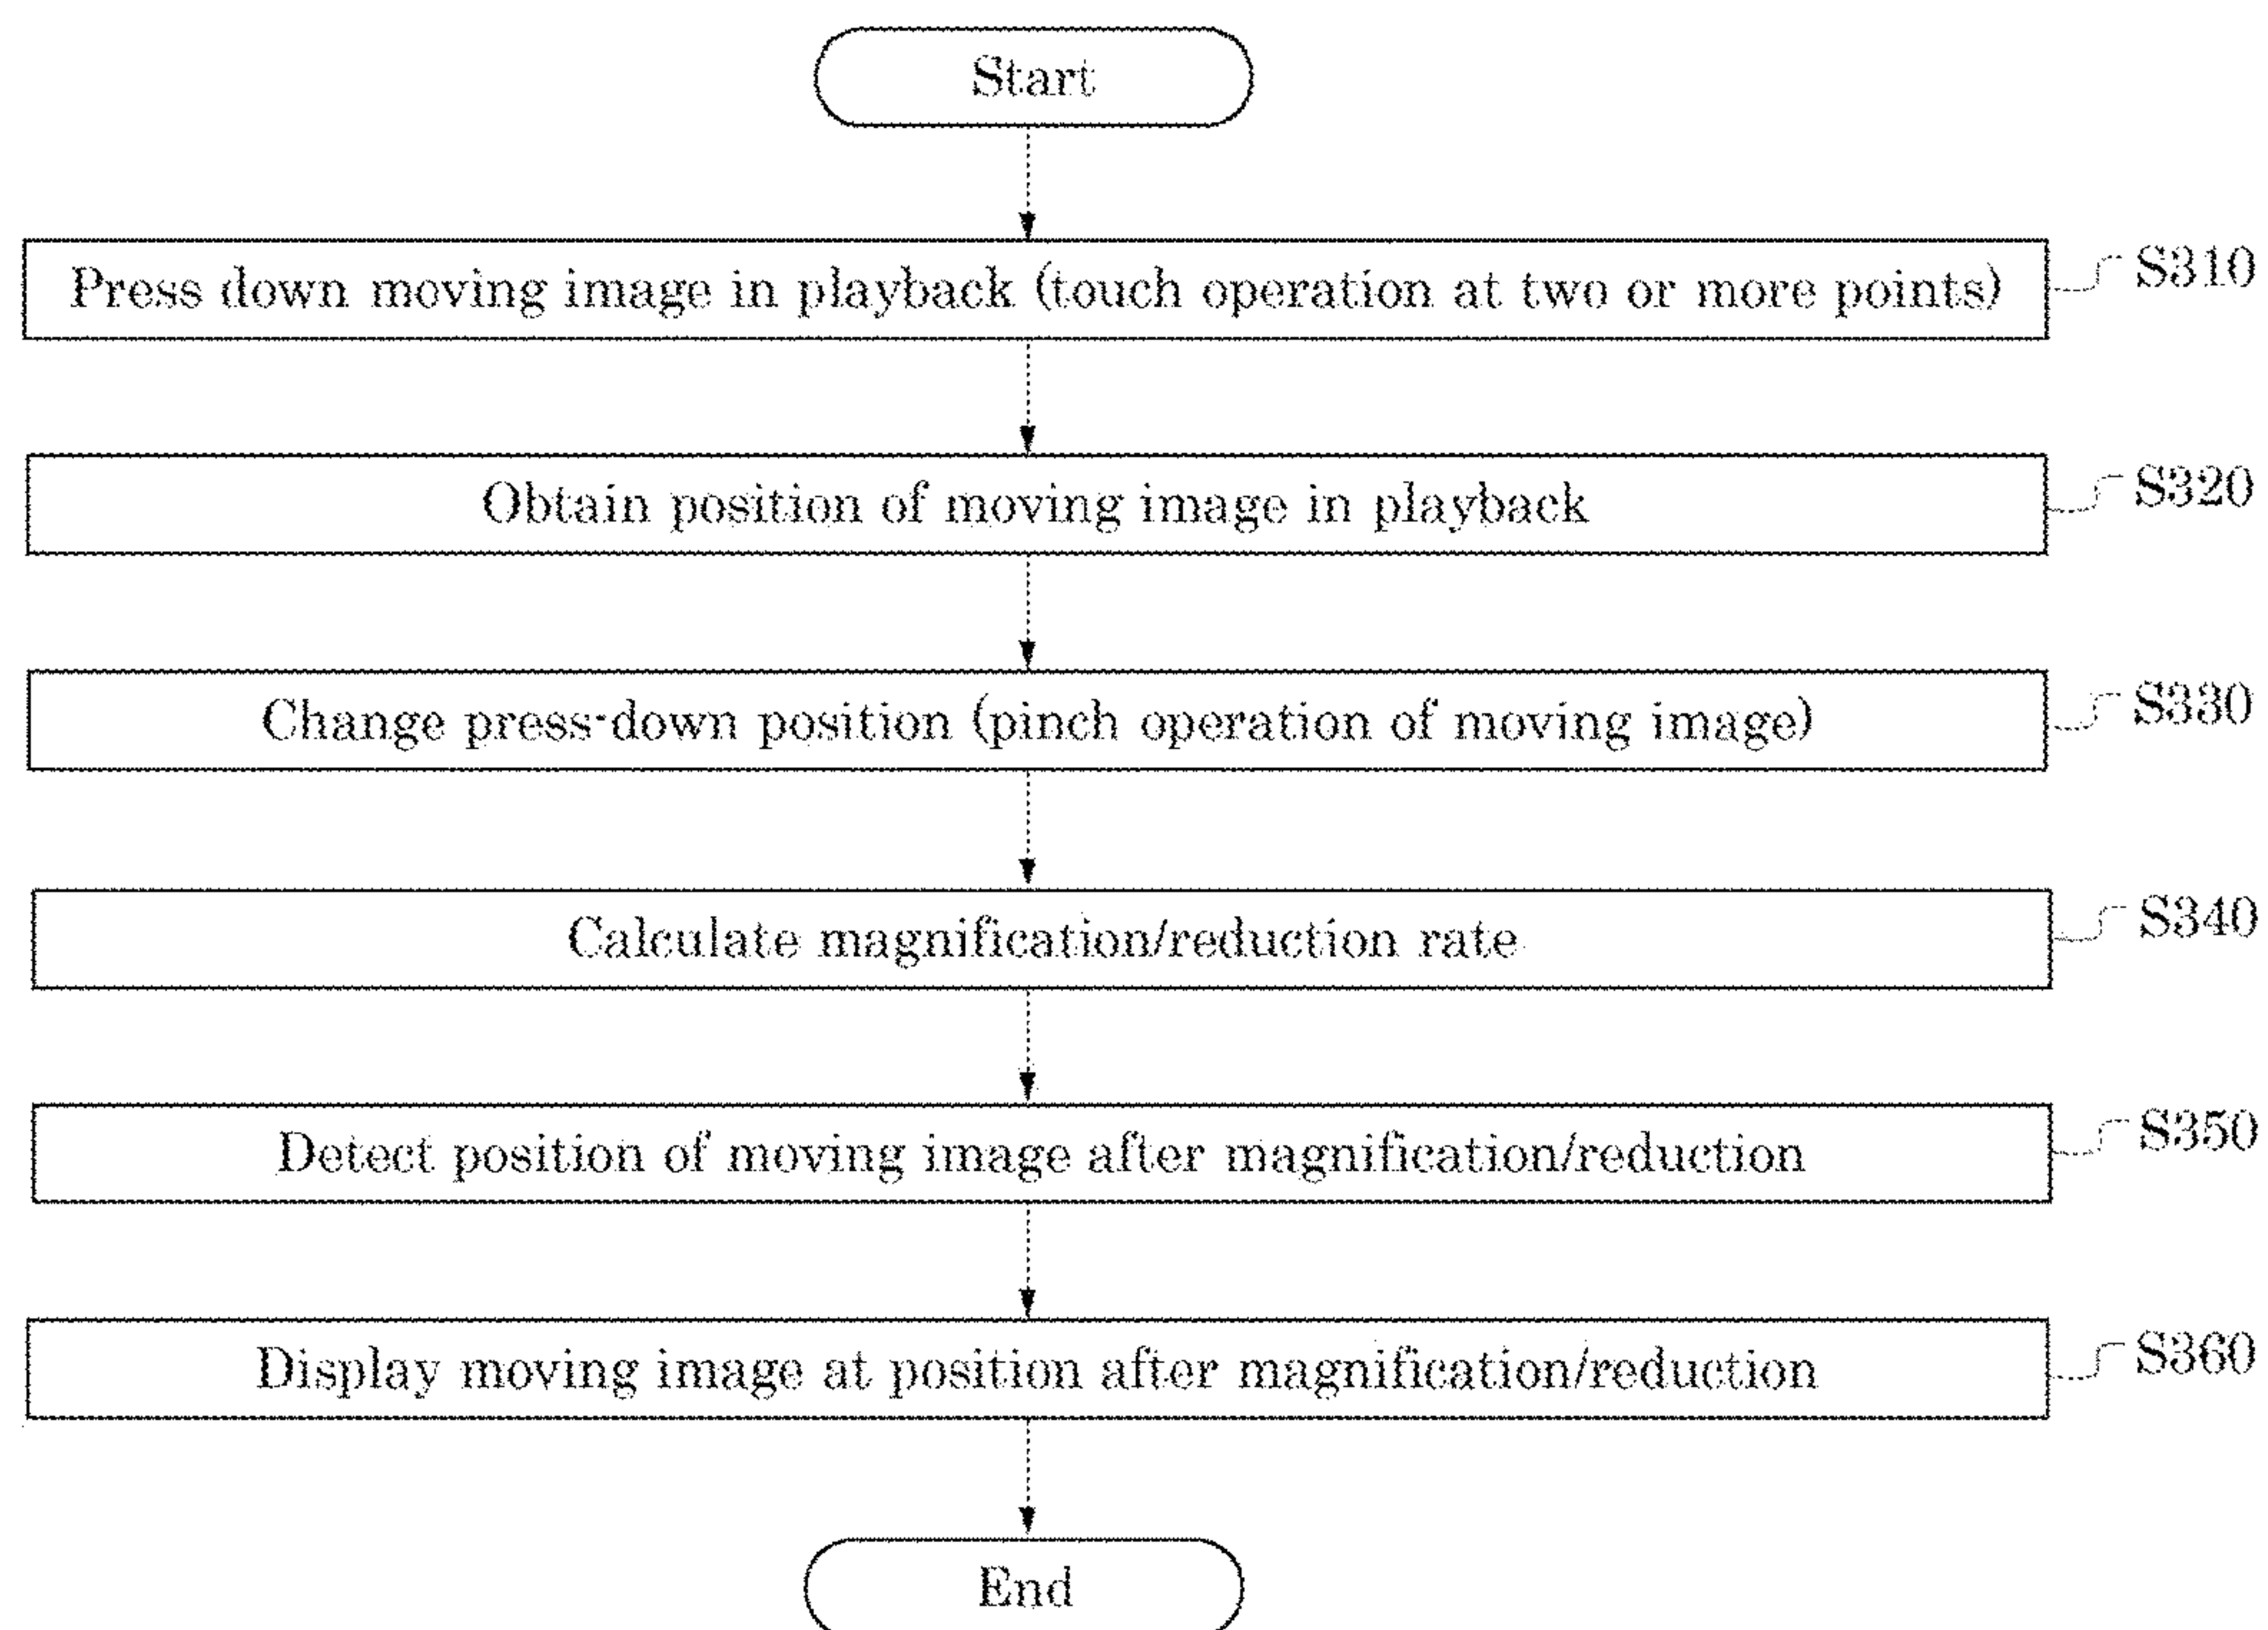 Start
Press down moving image in playback (touch operation at two or more points)
S310
Obtain position of moving image in playback
S320
Change press-down position (pinch operation of moving image)
S330
Calculate magnification/reduction rate
S340
Detect position of moving image after magnification/reduction
S350
Display moving image at position after magnification/reduction
S360
End